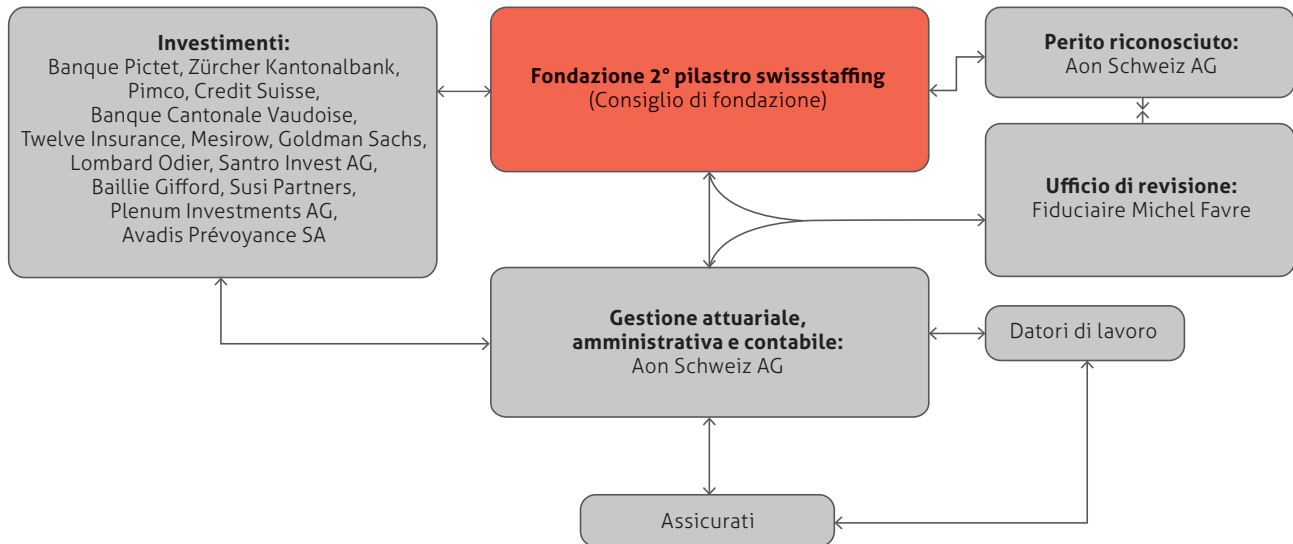 Investimenti:
Banque Pictet, Zürcher Kantonalbank,
Pimco, Credit Suisse,
Banque Cantonale Vaudoise,
Twelve Insurance, Mesirow, Goldman Sachs,
Lombard Odier, Santro Invest AG,
Baillie Gifford, Susi Partners,
Plenum Investments AG,
Avadis Prévoyance SA
Fondazione 2° pilastro swissstaffing
(Consiglio di fondazione)
Perito riconosciuto:
Aon Schweiz AG
Ufficio di revisione:
Fiduciaire Michel Favre
Gestione attuariale,
amministrativa e contabile:
Aon Schweiz AG
Datori di lavoro
Assicurati